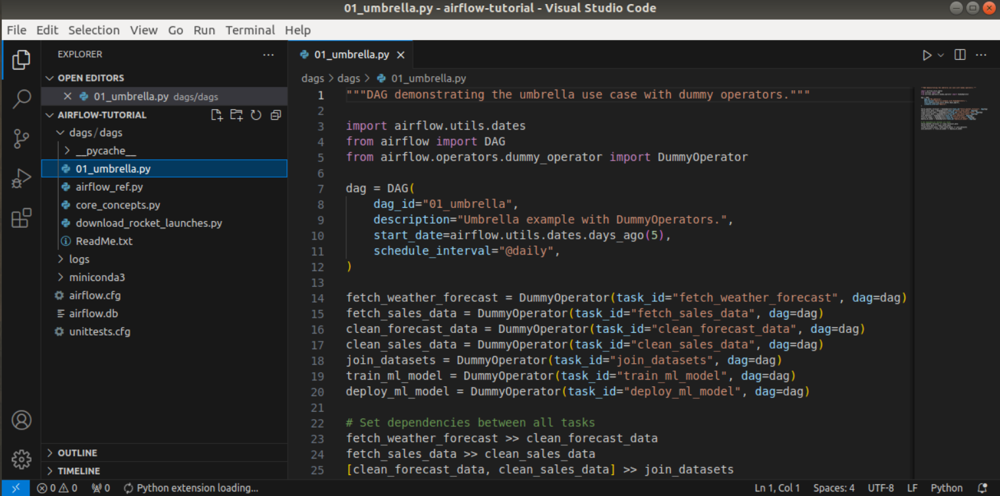 01_umbrella.py - airflow-tutorial - Visual Studio Code
File Edit Selection View Go Run Terminal Help
EXPLORER
OPEN EDITORS
01_umbrella.py dags/dags
AIRFLOW-TUTORIAL
dags/dags
__pycache__
01_umbrella.py
airflow_ref.py
core_concepts.py
download_rocket_launches.py
ReadMe.txt
logs
miniconda3
airflow.cfg
airflow.db
unittests.cfg
OUTLINE
TIMELINE
01_umbrella.py
dags > dags > 01_umbrella.py
1 """DAG demonstrating the umbrella use case with dummy operators."""
2
3 import airflow.utils.dates
4 from airflow import DAG
5 from airflow.operators.dummy_operator import DummyOperator
6
7 dag = DAG(
8     dag_id="01_umbrella",
9     description="Umbrella example with DummyOperators.",
10     start_date=airflow.utils.dates.days_ago(5),
11     schedule_interval="@daily",
12 )
13
14 fetch_weather_forecast = DummyOperator(task_id="fetch_weather_forecast", dag=dag)
15 fetch_sales_data = DummyOperator(task_id="fetch_sales_data", dag=dag)
16 clean_forecast_data = DummyOperator(task_id="clean_forecast_data", dag=dag)
17 clean_sales_data = DummyOperator(task_id="clean_sales_data", dag=dag)
18 join_datasets = DummyOperator(task_id="join_datasets", dag=dag)
19 train_ml_model = DummyOperator(task_id="train_ml_model", dag=dag)
20 deploy_ml_model = DummyOperator(task_id="deploy_ml_model", dag=dag)
21
22 # Set dependencies between all tasks
23 fetch_weather_forecast >> clean_forecast_data
24 fetch_sales_data >> clean_sales_data
25 [clean_forecast_data, clean_sales_data] >> join_datasets
0 0 0 Python extension loading... Ln 1, Col 1 Spaces: 4 UTF-8 LF Python